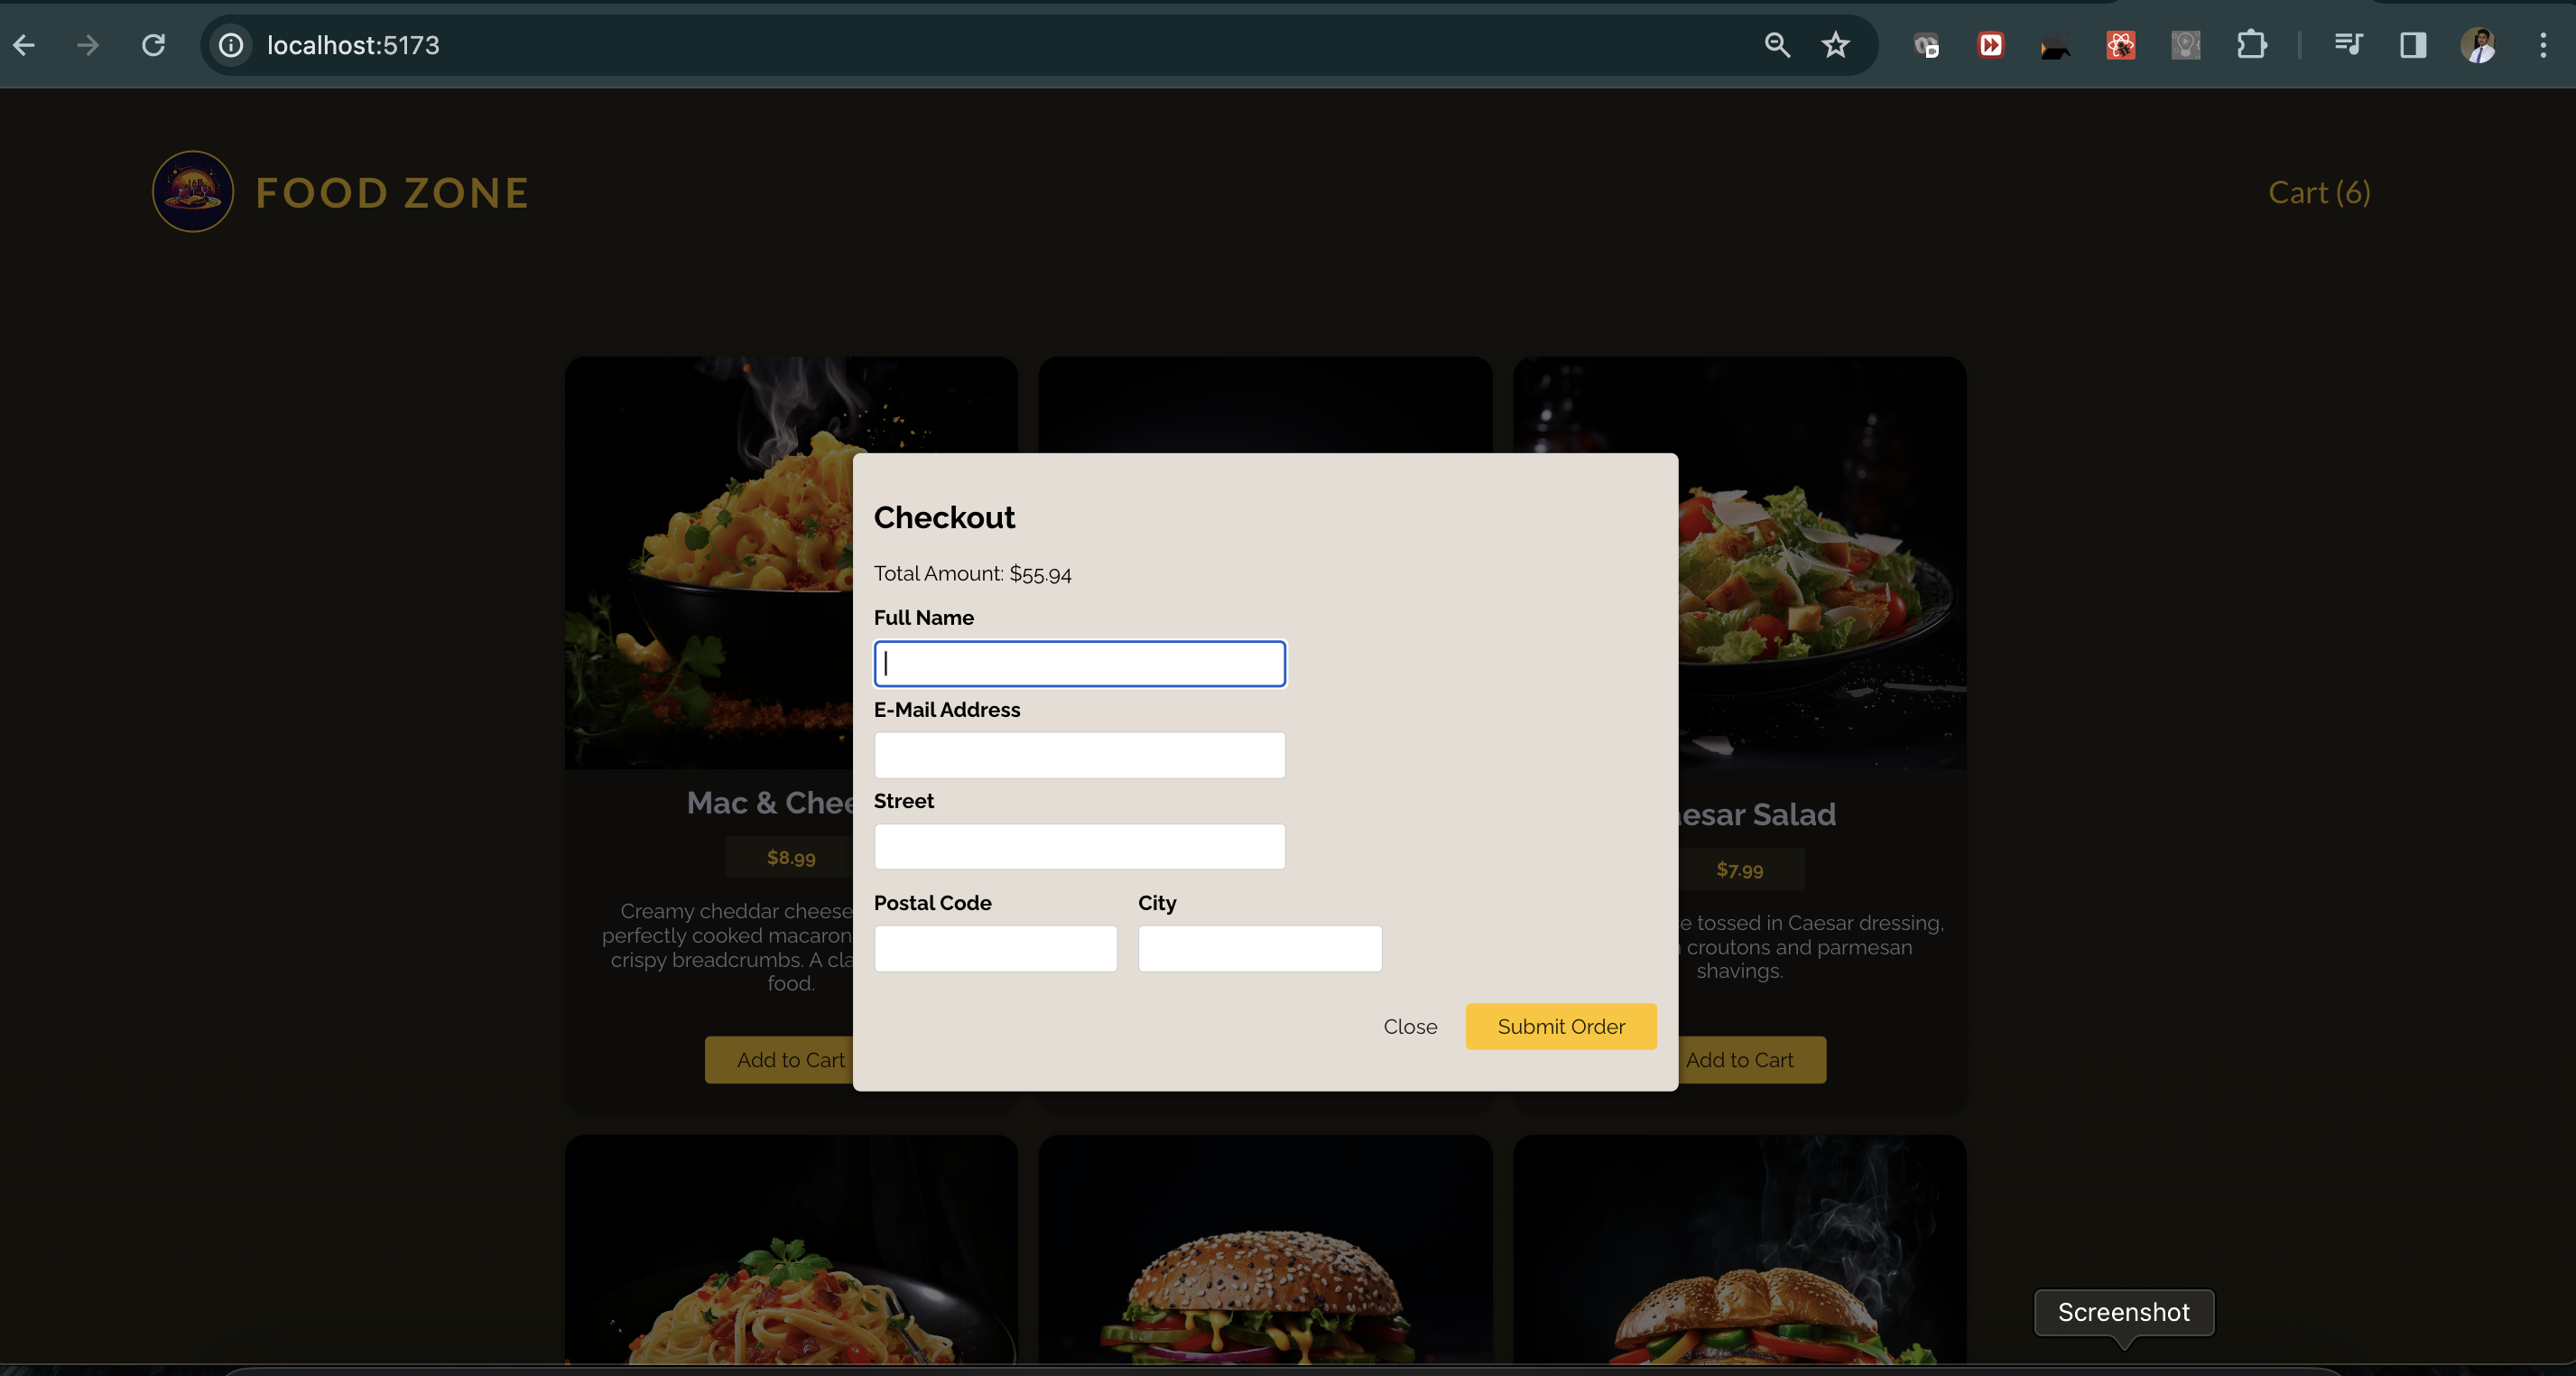 localhost:5173
FOOD ZONE
Cart (6)
Checkout
Total Amount: $55.94
Full Name
E-Mail Address
Street
Postal Code
City
Close
Submit Order
Mac & Chee
$8.99
Creamy cheddar cheese
perfectly cooked macaron
crispy breadcrumbs. A cla
food.
Add to Cart
esar Salad
$7.99
e tossed in Caesar dressing,
croutons and parmesan
shavings.
Add to Cart
Screenshot